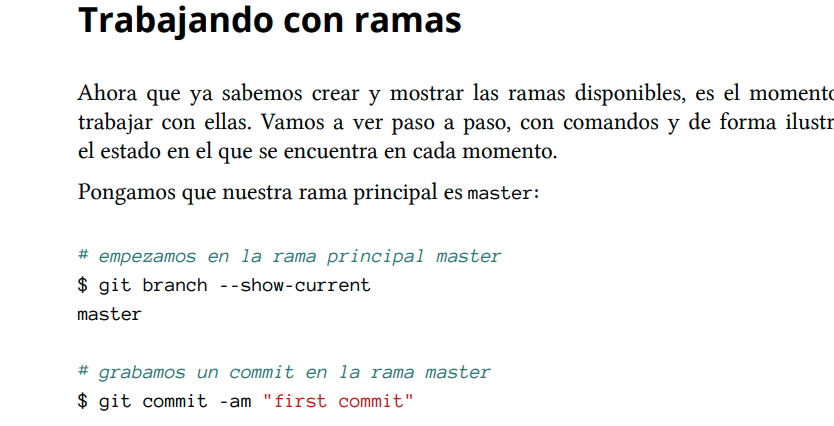 Trabajando con ramas
Ahora que ya sabemos crear y mostrar las ramas disponibles, es el momento
trabajar con ellas. Vamos a ver paso a paso, con comandos y de forma ilustr
el estado en el que se encuentra en cada momento.
Pongamos que nuestra rama principal es master:
# empezamos en la rama principal master
$ git branch --show-current
master
# grabamos un commit en la rama master
$ git commit -am "first commit"